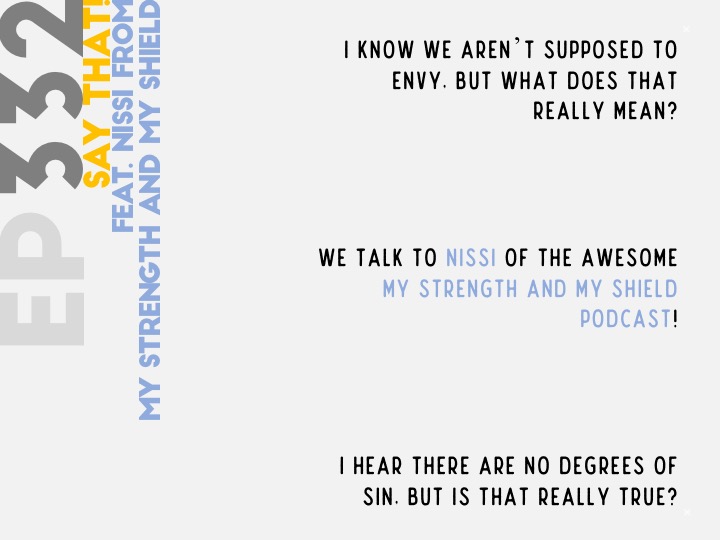 EP332
SAY THAT!
FEAT. NISSI FROM
MY STRENGTH AND MY SHIELD
I KNOW WE AREN'T SUPPOSED TO
ENVY, BUT WHAT DOES THAT
REALLY MEAN?
WE TALK TO NISSI OF THE AWESOME
MY STRENGTH AND MY SHIELD
PODCAST!
I HEAR THERE ARE NO DEGREES OF
SIN, BUT IS THAT REALLY TRUE?